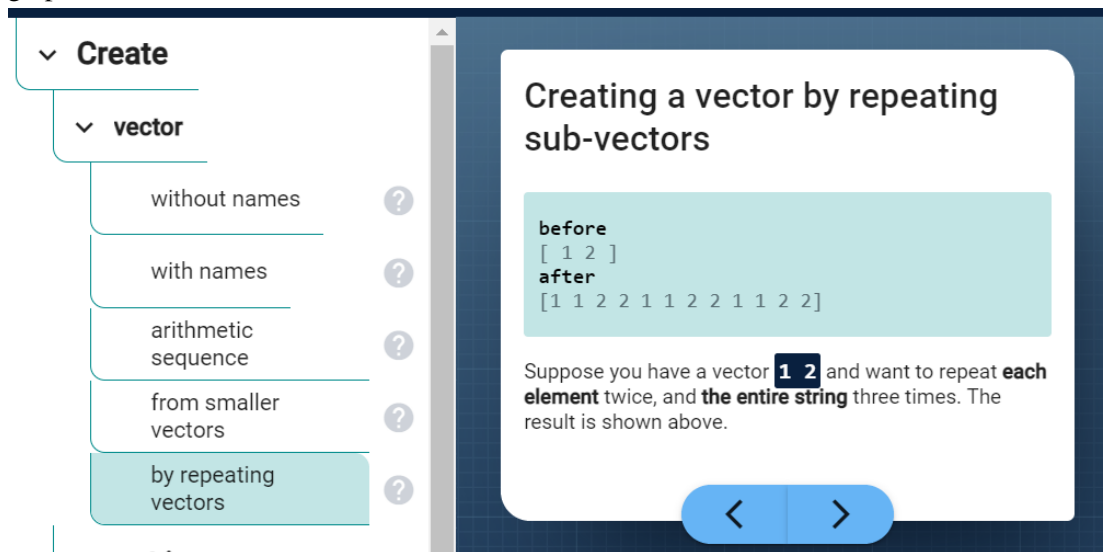 Create
vector
without names
with names
arithmetic
sequence
from smaller
vectors
by repeating
vectors
Creating a vector by repeating
sub-vectors
before
[ 1 2 ]
after
[1 1 2 2 1 1 2 2 1 1 2 2]
Suppose you have a vector 1 2 and want to repeat each
element twice, and the entire string three times. The
result is shown above.